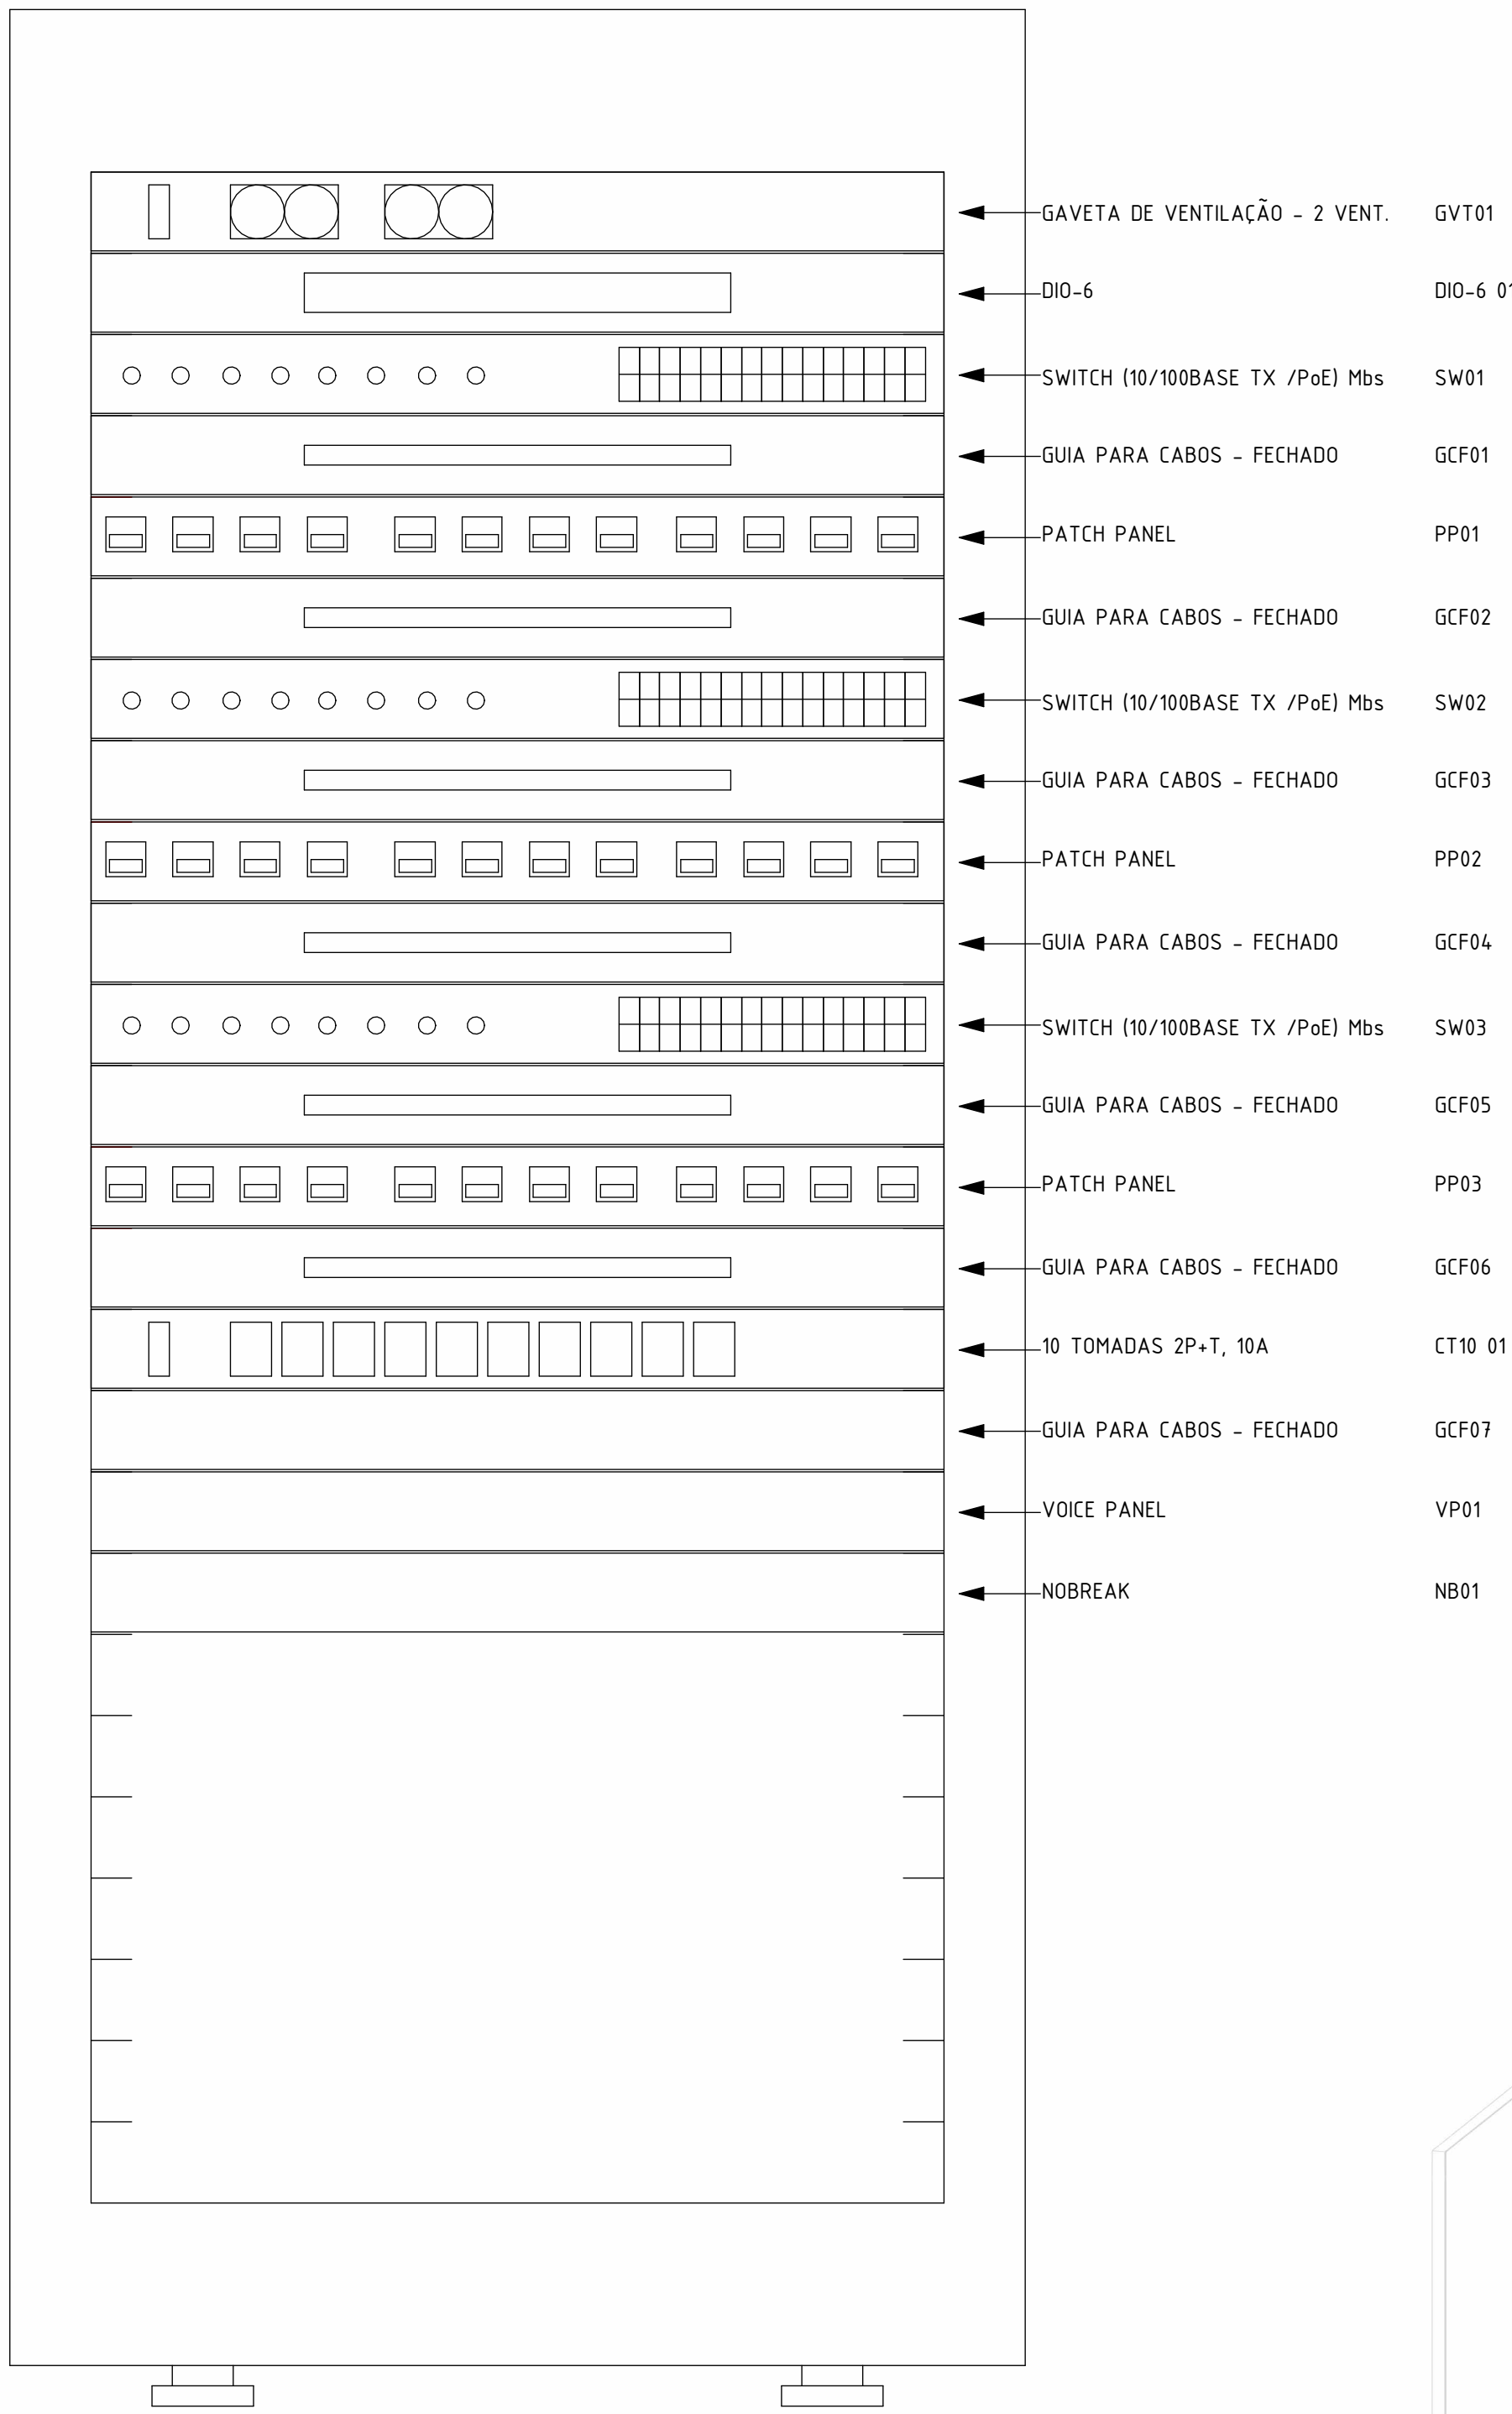 GAVETA DE VENTILAÇÃO - 2 VENT. GVT01
DIO-6 DIO-6 01
SWITCH (10/100BASE TX /PoE) Mbs SW01
GUIA PARA CABOS - FECHADO GCF01
PATCH PANEL PP01
GUIA PARA CABOS - FECHADO GCF02
SWITCH (10/100BASE TX /PoE) Mbs SW02
GUIA PARA CABOS - FECHADO GCF03
PATCH PANEL PP02
GUIA PARA CABOS - FECHADO GCF04
SWITCH (10/100BASE TX /PoE) Mbs SW03
GUIA PARA CABOS - FECHADO GCF05
PATCH PANEL PP03
GUIA PARA CABOS - FECHADO GCF06
10 TOMADAS 2P+T, 10A CT10 01
GUIA PARA CABOS - FECHADO GCF07
VOICE PANEL VP01
NOBREAK NB01